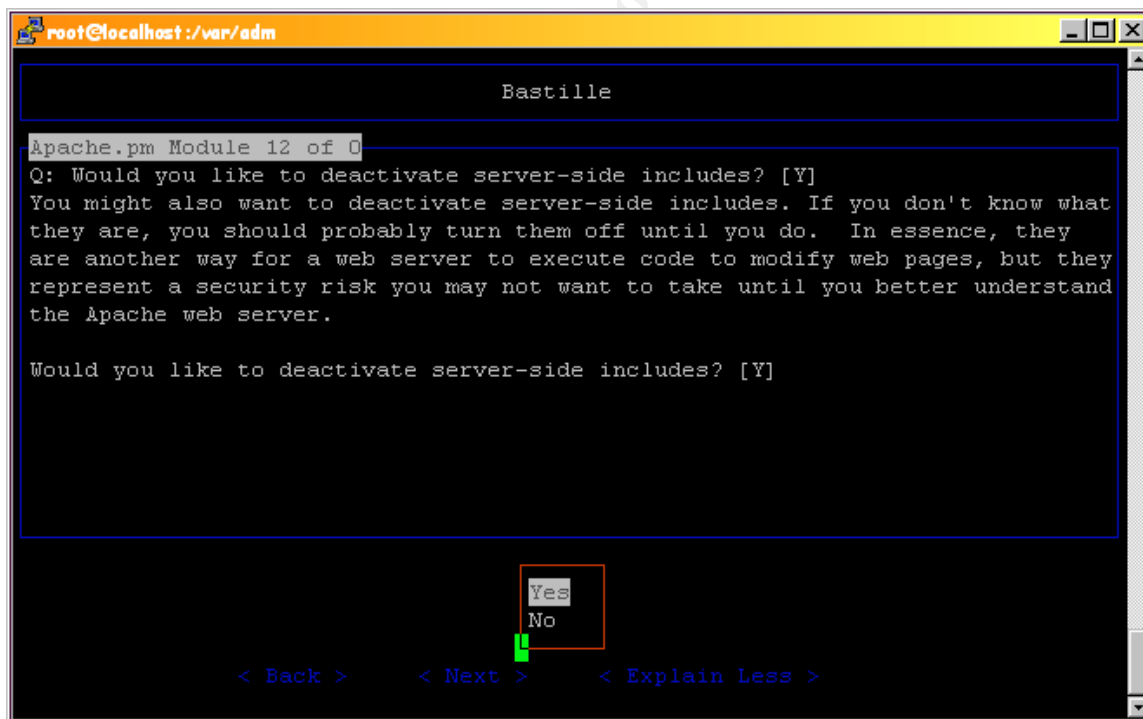 root@localhost:/var/adm
Bastille
Apache.pm Module 12 of 0
Q: Would you like to deactivate server-side includes? [Y]
You might also want to deactivate server-side includes. If you don't know what
they are, you should probably turn them off until you do.  In essence, they
are another way for a web server to execute code to modify web pages, but they
represent a security risk you may not want to take until you better understand
the Apache web server.
Would you like to deactivate server-side includes? [Y]
Yes
No
< Back > < Next > < Explain Less >